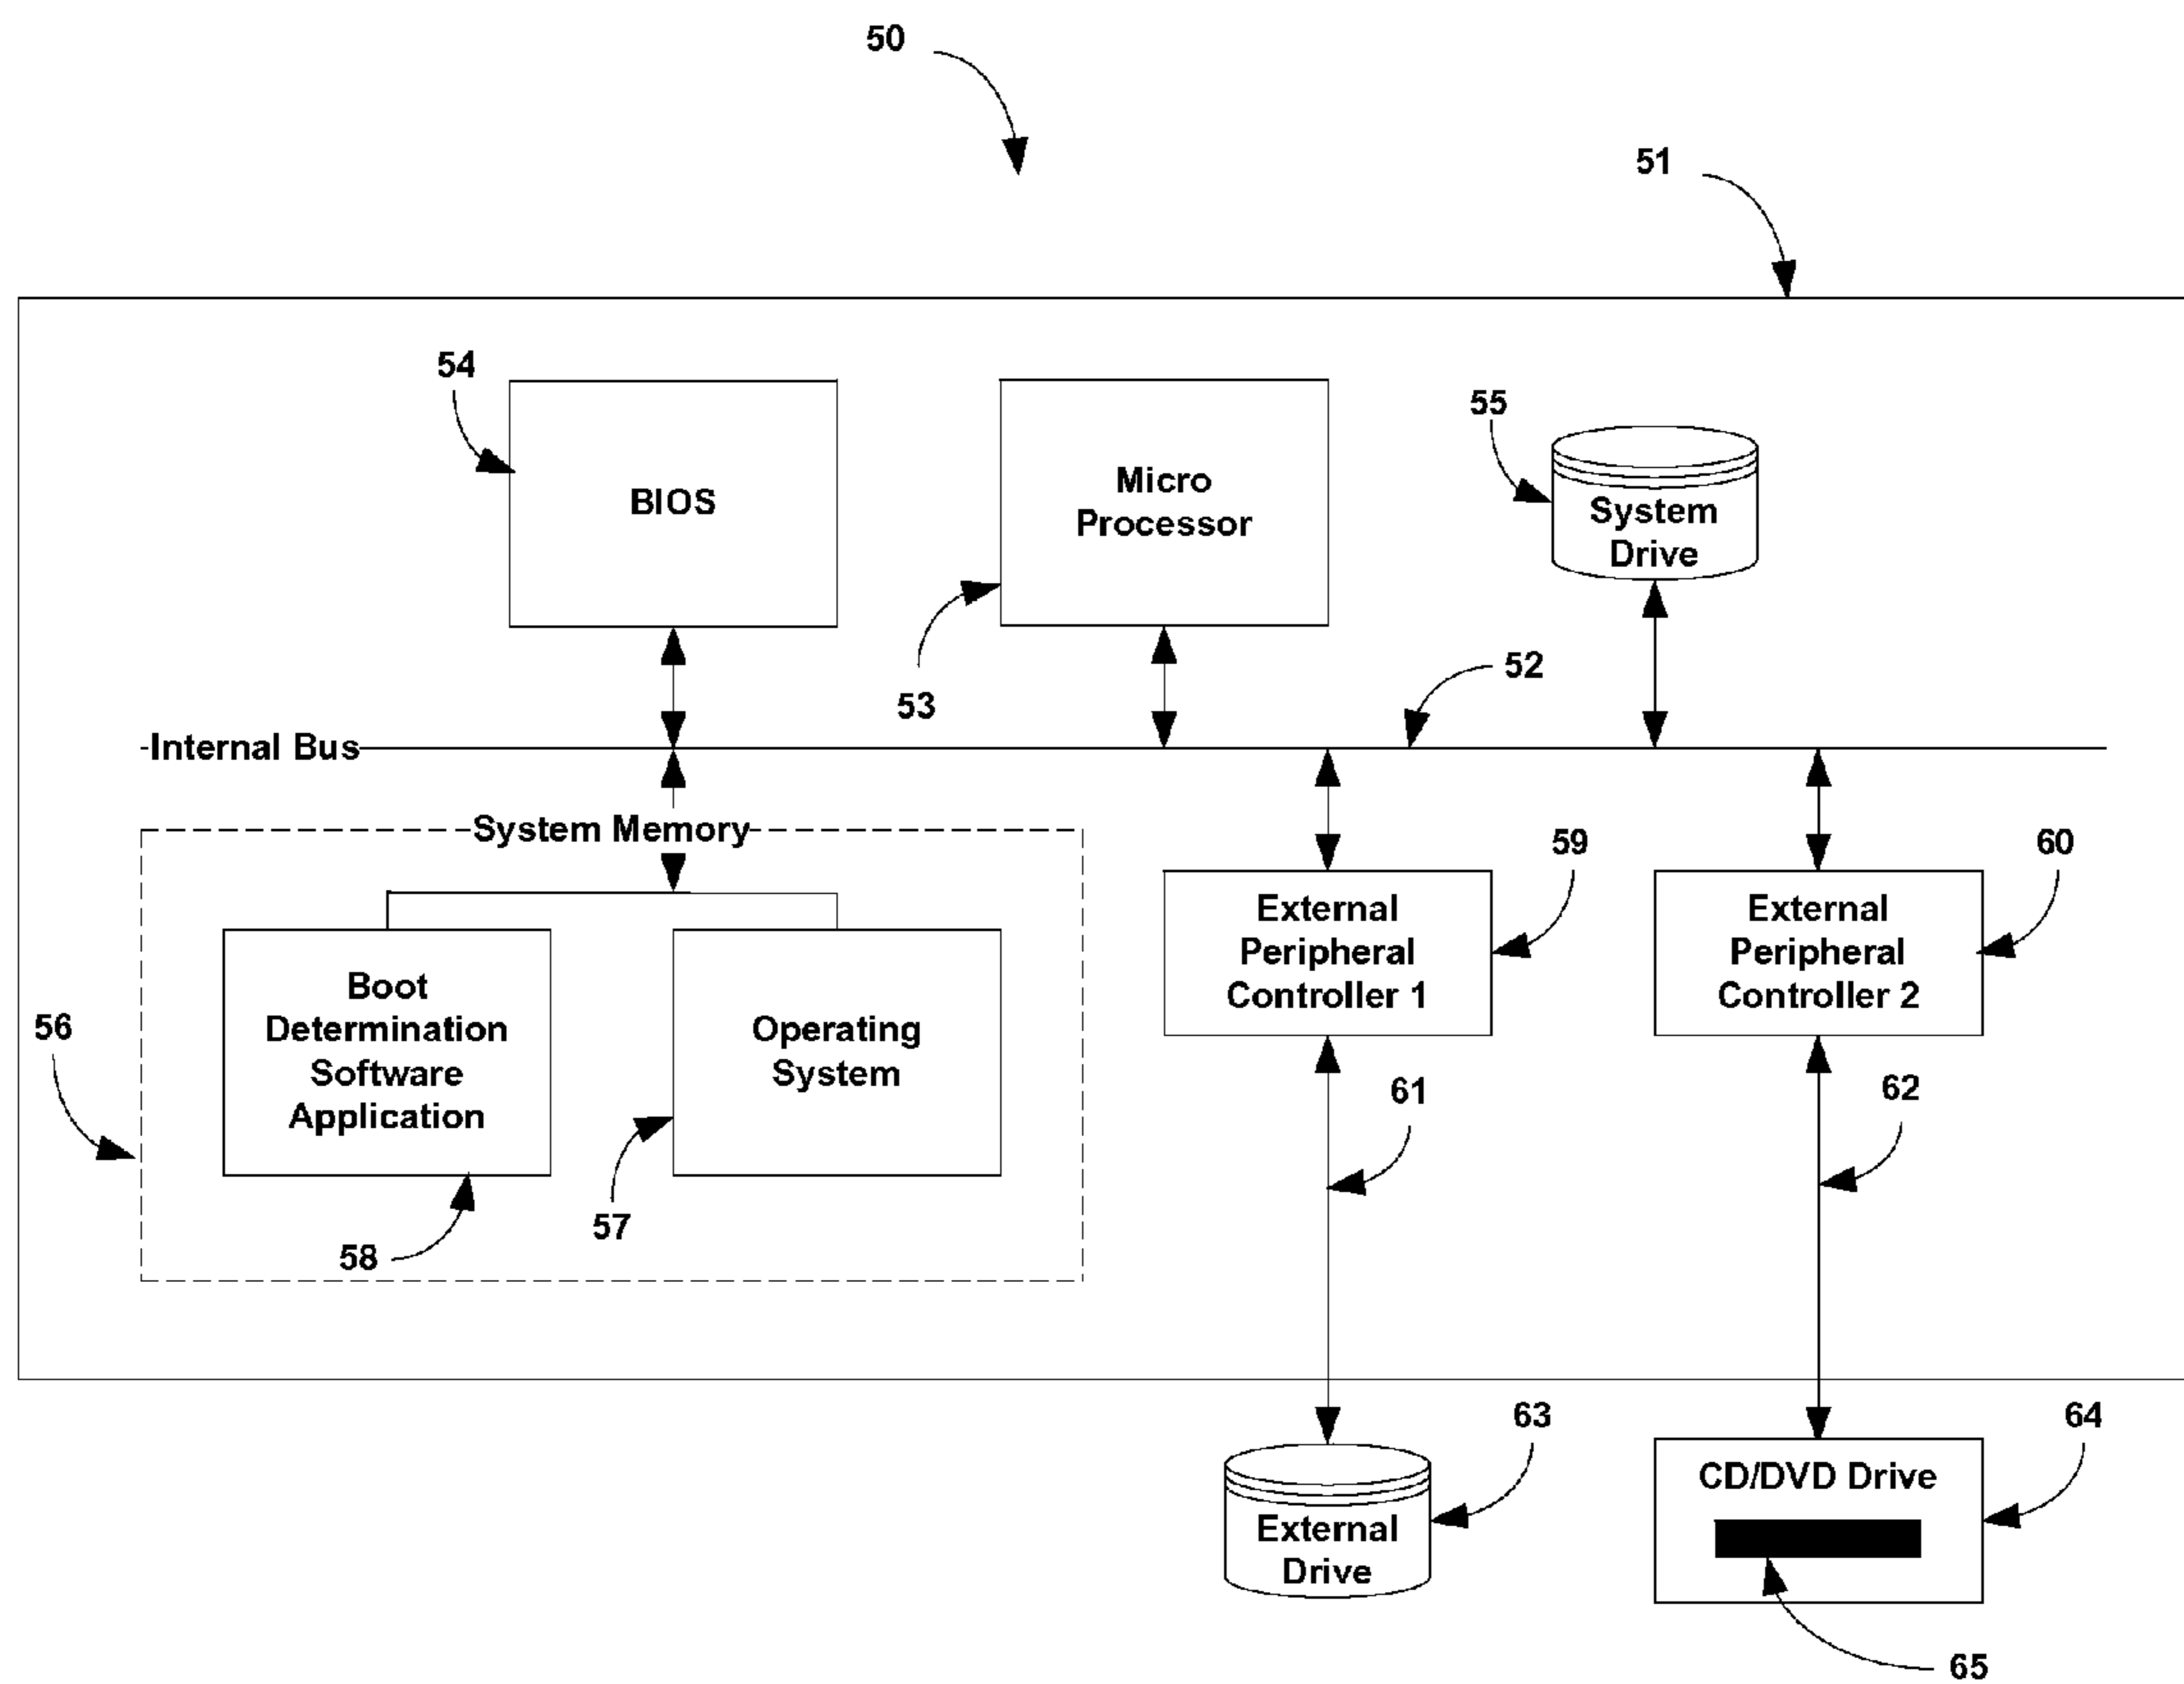 50
51
54
BIOS
Micro
Processor
53
55
System
Drive
52
Internal Bus
System Memory
56
Boot
Determination
Software
Application
58
Operating
System
57
External
Peripheral
Controller 1
59
External
Peripheral
Controller 2
60
61
62
External
Drive
63
CD/DVD Drive
64
65